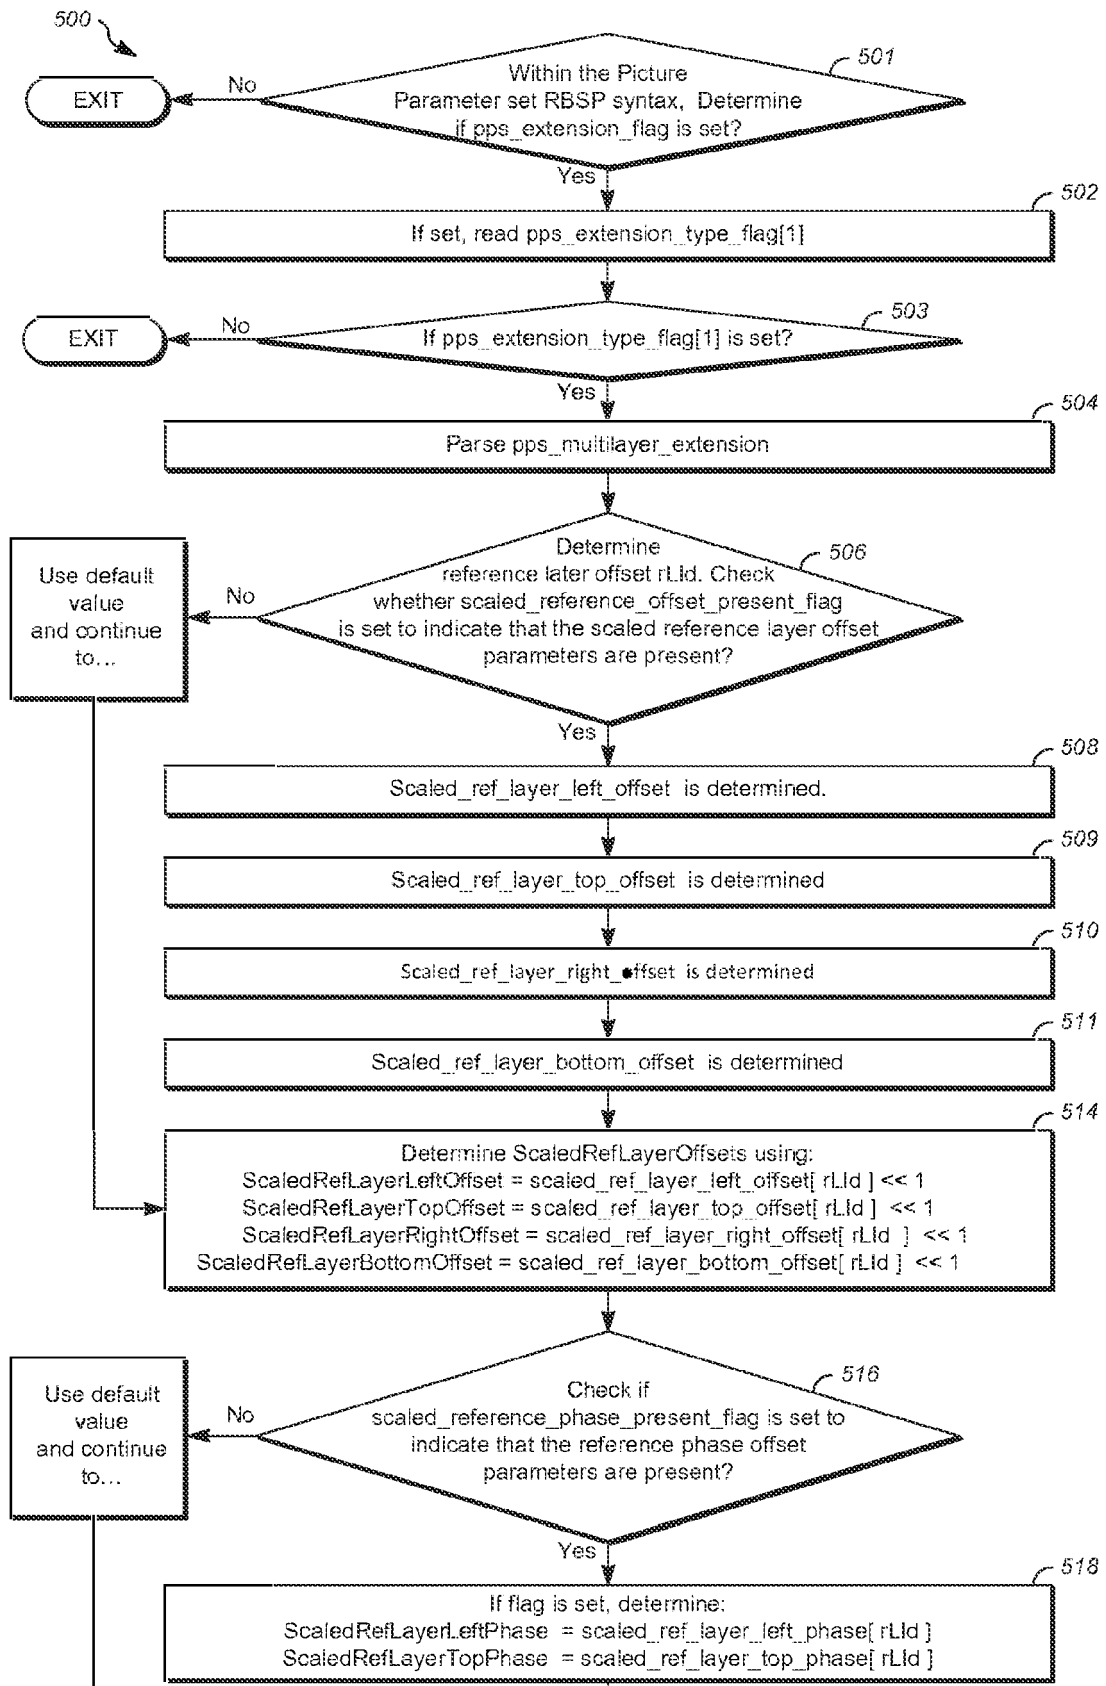 500
501
Within the Picture
Parameter set RBSP syntax, Determine
if pps_extension_flag is set?
No
EXIT
Yes
502
If set, read pps_extension_type_flag[1]
503
If pps_extension_type_flag[1] is set?
No
EXIT
Yes
504
Parse pps_multilayer_extension
506
Determine
reference later offset rLId. Check
whether scaled_reference_offset_present_flag
is set to indicate that the scaled reference layer offset
parameters are present?
No
Use default
value
and continue
to...
Yes
508
Scaled_ref_layer_left_offset is determined.
509
Scaled_ref_layer_top_offset is determined
510
Scaled_ref_layer_right_offset is determined
511
Scaled_ref_layer_bottom_offset is determined
514
Determine ScaledRefLayerOffsets using:
ScaledRefLayerLeftOffset = scaled_ref_layer_left_offset[ rLId ] << 1
ScaledRefLayerTopOffset = scaled_ref_layer_top_offset[ rLId ] << 1
ScaledRefLayerRightOffset = scaled_ref_layer_right_offset[ rLId ] << 1
ScaledRefLayerBottomOffset = scaled_ref_layer_bottom_offset[ rLId ] << 1
516
Check if
scaled_reference_phase_present_flag is set to
indicate that the reference phase offset
parameters are present?
No
Use default
value
and continue
to...
Yes
518
If flag is set, determine:
ScaledRefLayerLeftPhase = scaled_ref_layer_left_phase[ rLId ]
ScaledRefLayerTopPhase = scaled_ref_layer_top_phase[ rLId ]